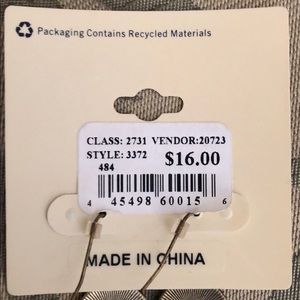 Packaging Contains Recycled Materials
CLASS: 2731 VENDOR:20723
STYLE: 3372 $16.00
484
4 45498 60015 6
MADE IN CHINA